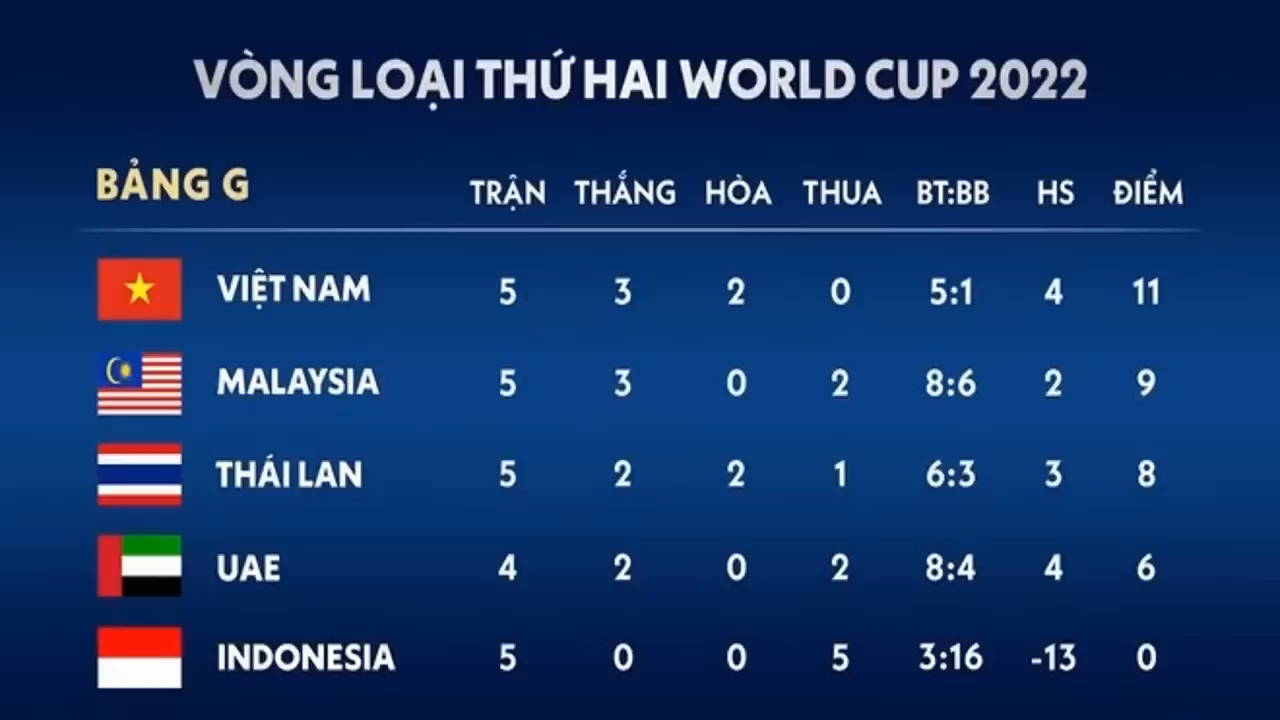 VÒNG LOẠI THỨ HAI WORLD CUP 2022
BẢNG G TRẬN THẮNG HÒA THUA BT:BB HS ĐIỂM
VIỆT NAM 5 3 2 0 5:1 4 11
MALAYSIA 5 3 0 2 8:6 2 9
THÁI LAN 5 2 2 1 6:3 3 8
UAE 4 2 0 2 8:4 4 6
INDONESIA 5 0 0 5 3:16 -13 0